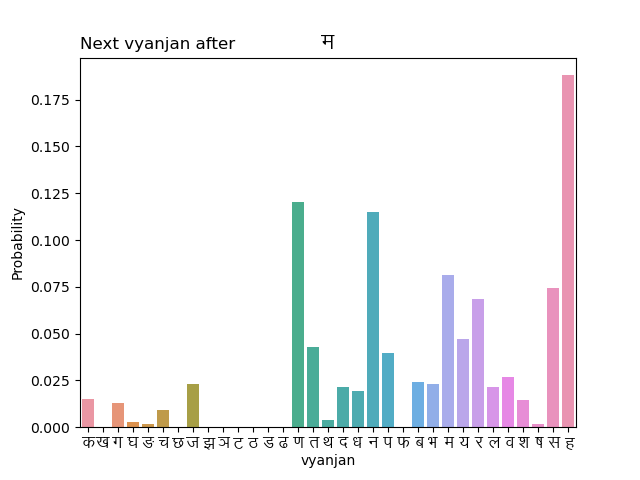 Next vyanjan after म
0.175
0.150
0.125
0.100
0.075
0.050
0.025
0.000
Probability
क ख ग घ ङ च छ ज झ ञ ट ठ ड ढ ण त थ द ध न प फ ब भ म य र ल व श ष स ह
vyanjan